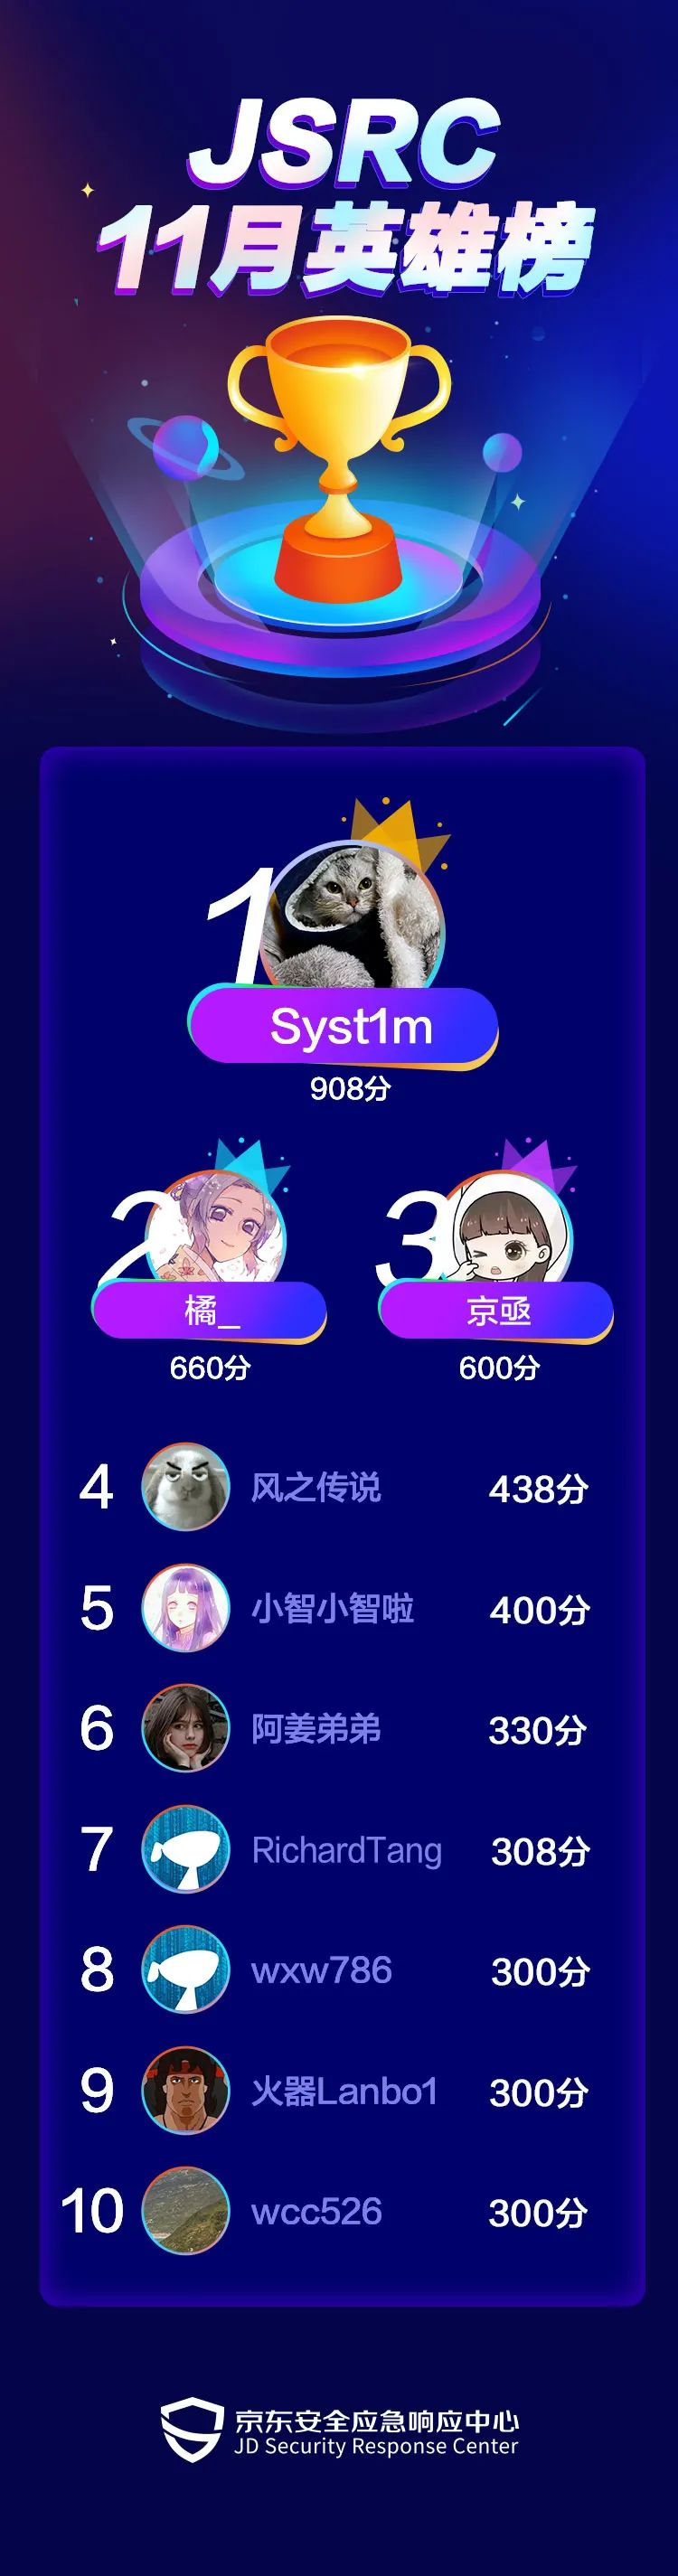 JSRC
11月英雄榜
1
Syst1m
908分
2
橘_
660分
3
京亟
600分
4 风之传说 438分
5 小智小智啦 400分
6 阿姜弟弟 330分
7 RichardTang 308分
8 wxw786 300分
9 火器Lanbo1 300分
10 wcc526 300分
京东安全应急响应中心
JD Security Response Center